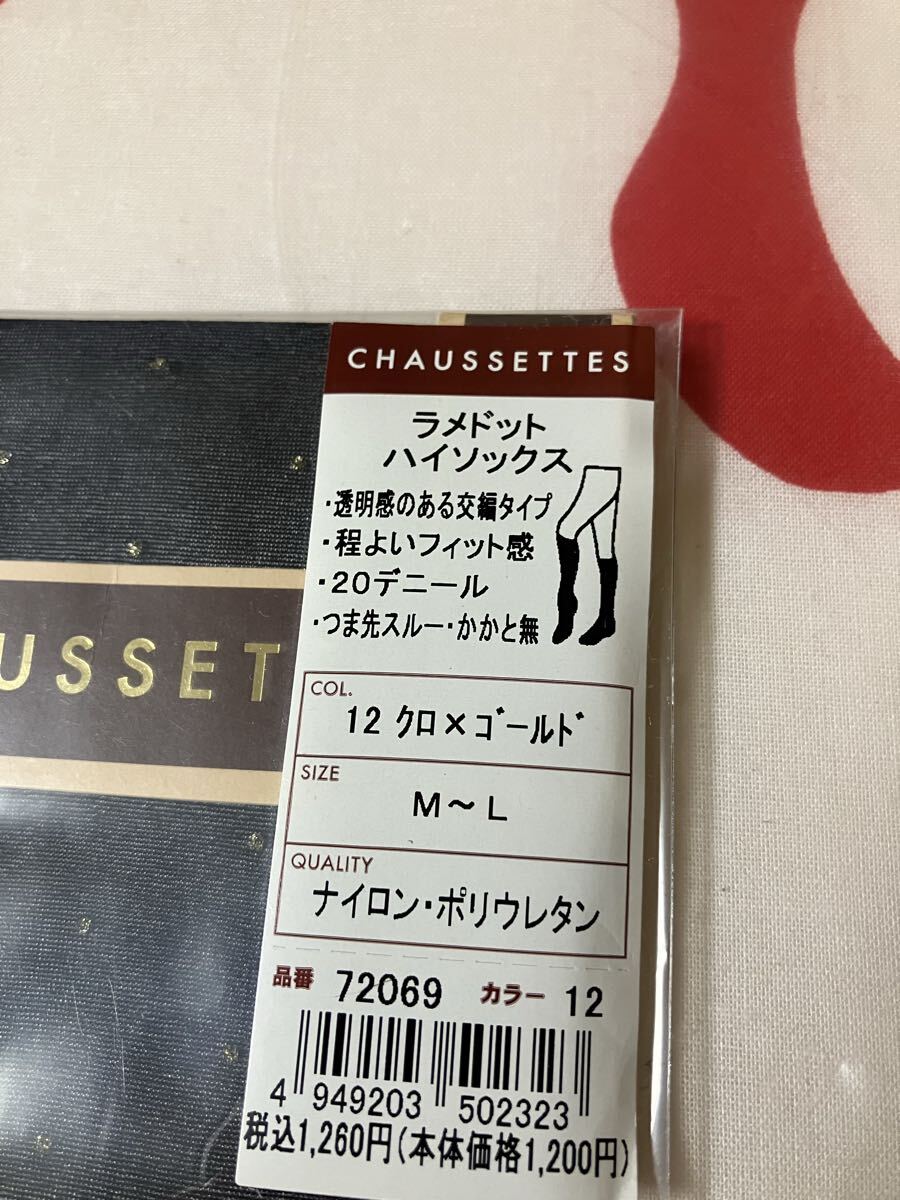 CHAUSSETTES
ラメドット
ハイソックス
・透明感のある交編タイプ
・程よいフィット感
・20デニール
・つま先スルー・かかと無
USSET
COL.
12 クロ×ゴールド
SIZE
M～L
QUALITY
ナイロン・ポリウレタン
品番 72069 カラー 12
4 949203 502323
税込1,260円(本体価格1,200円)